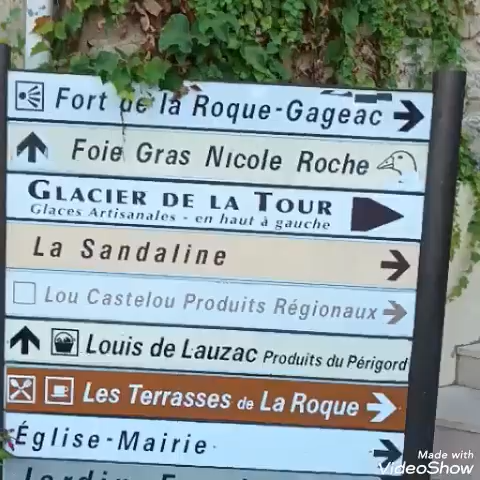 Fort de la Roque-Gageac
Foie Gras Nicole Roche
GLACIER DE LA TOUR
Glaces Artisanales - en haut à gauche
La Sandaline
Lou Castelou Produits Régionaux
Louis de Lauzac Produits du Périgord
Les Terrasses de La Roque
Église-Mairie
Made with
VideoShow